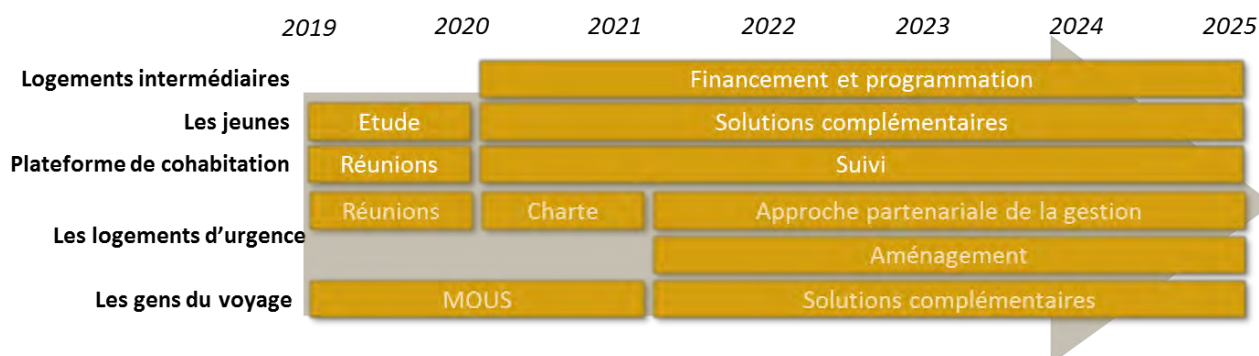 2019 2020 2021 2022 2023 2024 2025
Logements intermédiaires Financement et programmation
Les jeunes Etude Solutions complémentaires
Plateforme de cohabitation Réunions Suivi
Réunions Charte Approche partenariale de la gestion
Les logements d’urgence
Aménagement
Les gens du voyage MOUS Solutions complémentaires